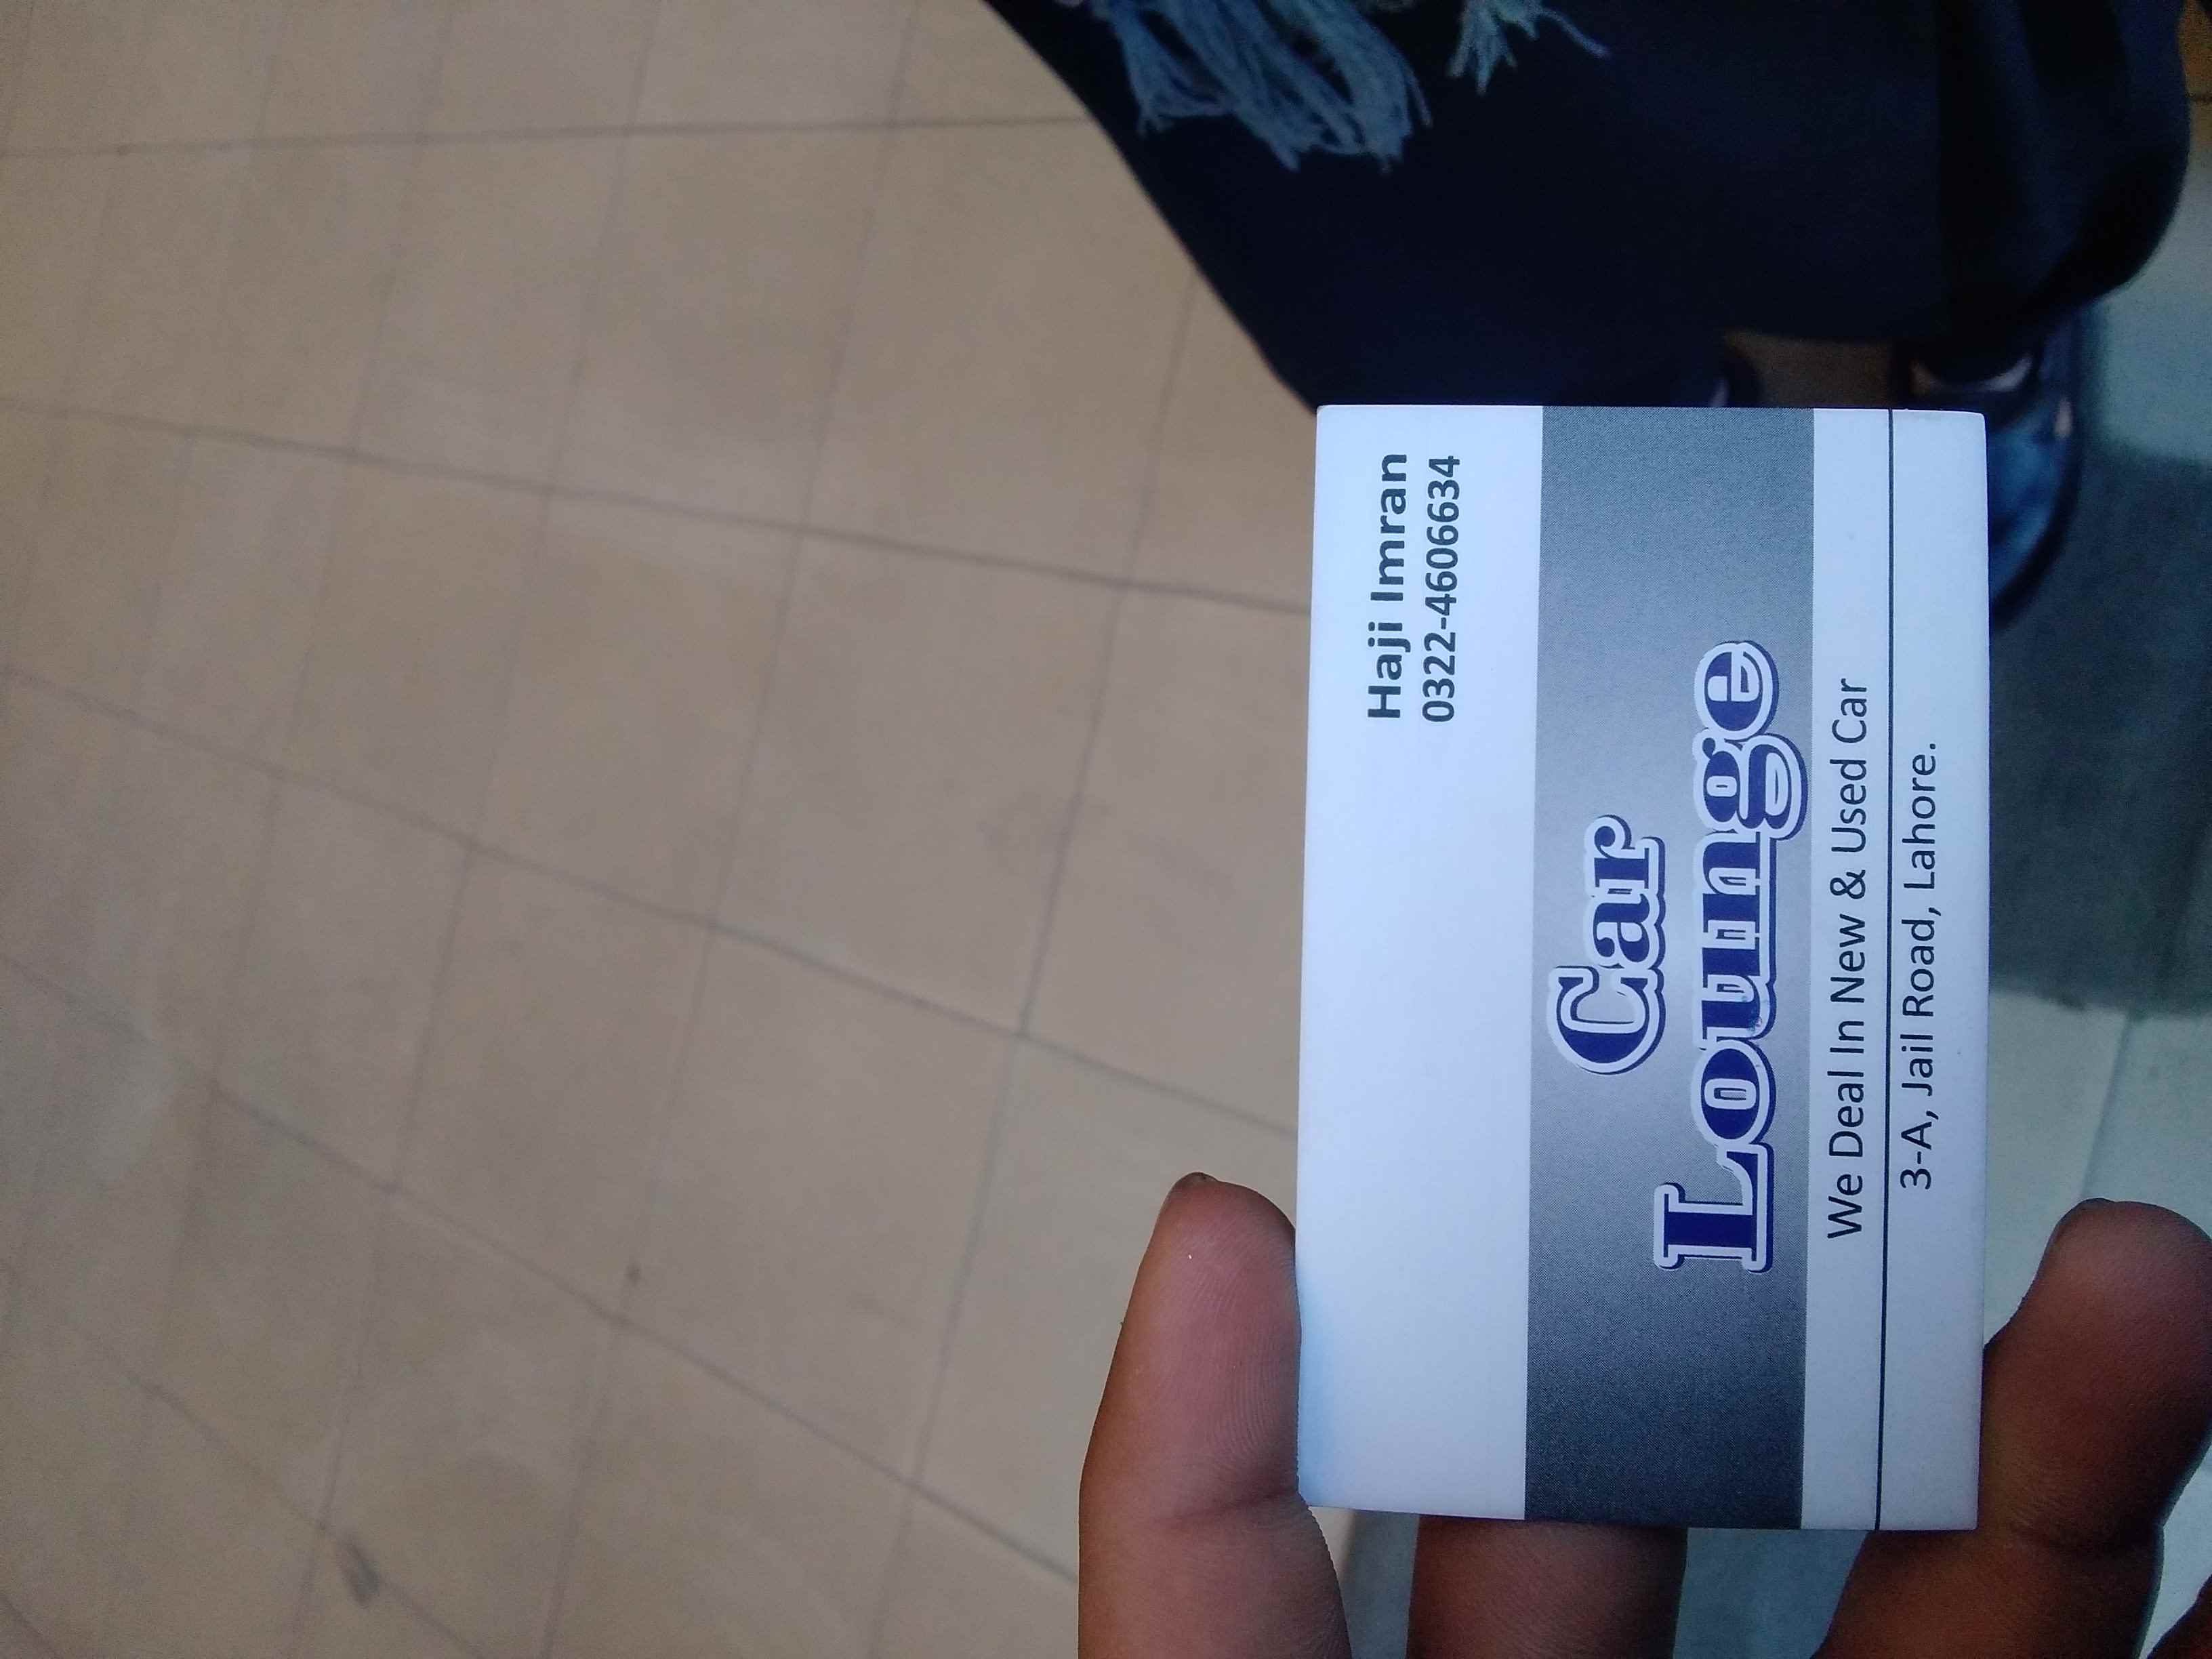 Haji Imran
0322-4606634
Car
Lounge
We Deal In New & Used Car
3-A, Jail Road, Lahore.